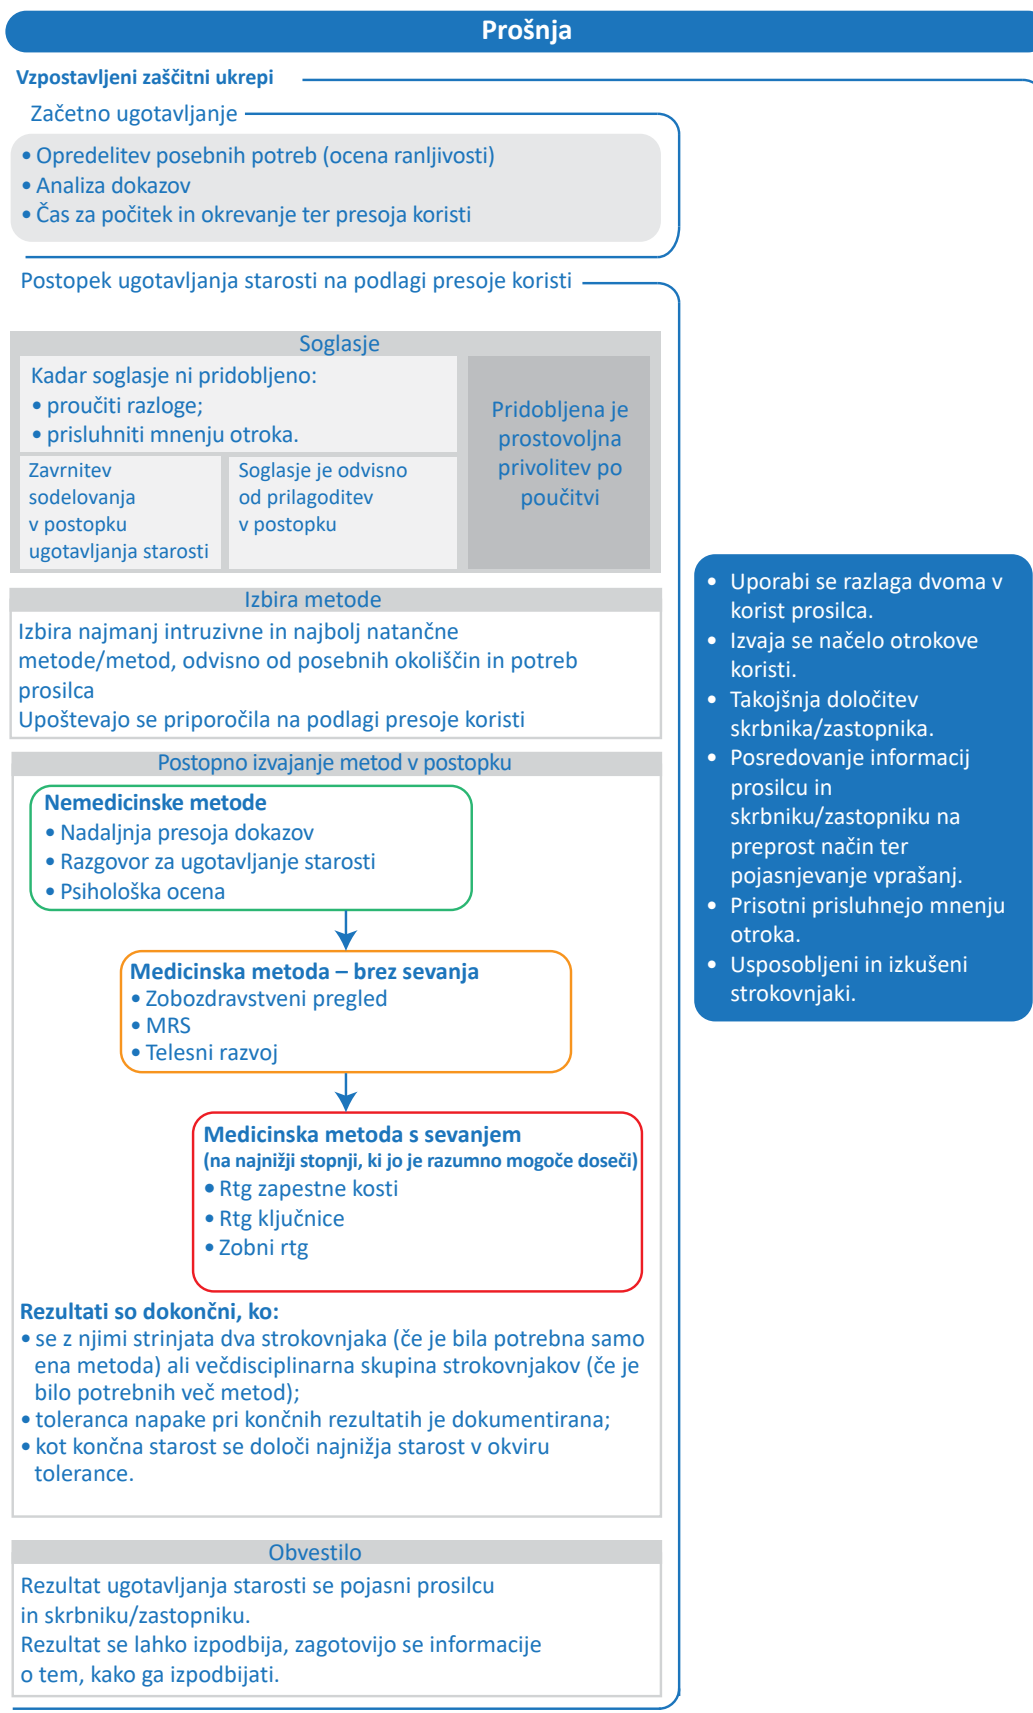 Prošnja
Vzpostavljeni zaščitni ukrepi
Začetno ugotavljanje
• Opredelitev posebnih potreb (ocena ranljivosti)
• Analiza dokazov
• Čas za počitek in okrevanje ter presoja koristi
Postopek ugotavljanja starosti na podlagi presoje koristi
Soglasje
Kadar soglasje ni pridobljeno:
• proučiti razloge;
• prisluhniti mnenju otroka.
Zavrnitev
sodelovanja
v postopku
ugotavljanja starosti
Soglasje je odvisno
od prilagoditev
v postopku
Pridobljena je
prostovoljna
privolitev po
poučitvi
Izbira metode
Izbira najmanj intruzivne in najbolj natančne
metode/metod, odvisno od posebnih okoliščin in potreb
prosilca
Upoštevajo se priporočila na podlagi presoje koristi
Postopno izvajanje metod v postopku
Nemedicinske metode
• Nadaljnja presoja dokazov
• Razgovor za ugotavljanje starosti
• Psihološka ocena
Medicinska metoda – brez sevanja
• Zobozdravstveni pregled
• MRS
• Telesni razvoj
Medicinska metoda s sevanjem
(na najnižji stopnji, ki jo je razumno mogoče doseči)
• Rtg zapestne kosti
• Rtg ključnice
• Zobni rtg
Rezultati so dokončni, ko:
• se z njimi strinjata dva strokovnjaka (če je bila potrebna samo
ena metoda) ali večdisciplinarna skupina strokovnjakov (če je
bilo potrebnih več metod);
• toleranca napake pri končnih rezultatih je dokumentirana;
• kot končna starost se določi najnižja starost v okviru
tolerance.
Obvestilo
Rezultat ugotavljanja starosti se pojasni prosilcu
in skrbniku/zastopniku.
Rezultat se lahko izpodbija, zagotovijo se informacije
o tem, kako ga izpodbijati.
• Uporabi se razlaga dvoma v
korist prosilca.
• Izvaja se načelo otrokove
koristi.
• Takojšnja določitev
skrbnika/zastopnika.
• Posredovanje informacij
prosilcu in
skrbniku/zastopniku na
preprost način ter
pojasnjevanje vprašanj.
• Prisotni prisluhnejo mnenju
otroka.
• Usposobljeni in izkušeni
strokovnjaki.